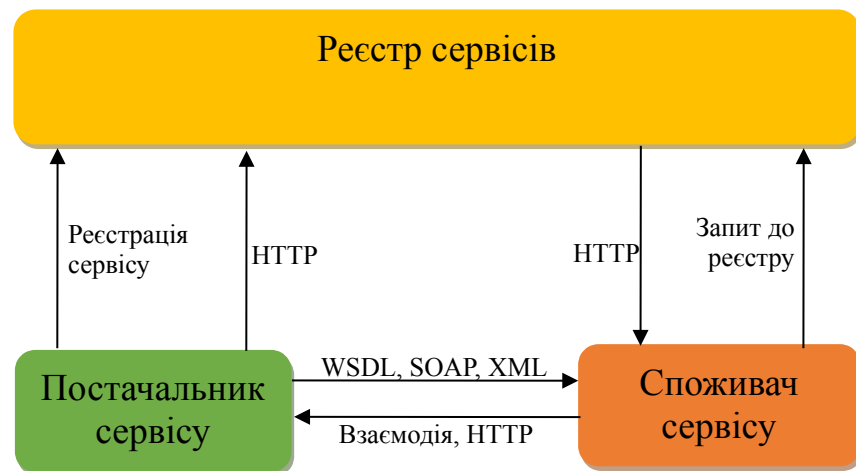 Реєстр сервісів
Реєстрація
сервісу
HTTP
HTTP
Запит до
реєстру
Постачальник
сервісу
WSDL, SOAP, XML
Взаємодія, HTTP
Споживач
сервісу